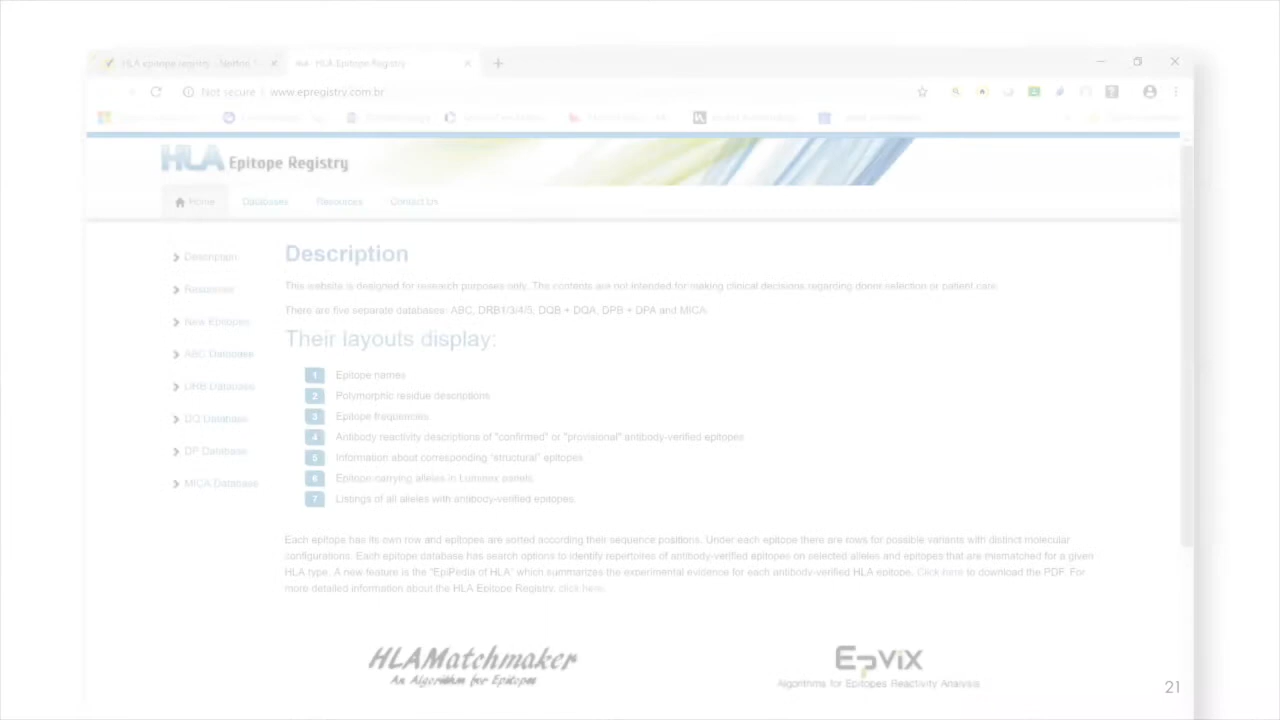 HLA epitope registry - Norton
HLA Epitope Registry
Not secure | www.epregistry.com.br
HLA Epitope Registry
Home Databases Resources Contact Us
Description
Resources
New Epitopes
ABC Database
DRB Database
DQ Database
DP Database
MICA Database
Description
This website is designed for research purposes only. The contents are not intended for making clinical decisions regarding donor selection or patient care.
There are five separate databases: ABC, DRB1/3/4/5, DQB + DQA, DPB + DPA and MICA.
Their layouts display:
1 Epitope names
2 Polymorphic residue descriptions
3 Epitope frequencies
4 Antibody reactivity descriptions of "confirmed" or "provisional" antibody-verified epitopes
5 Information about corresponding "structural" epitopes
6 Epitope carrying alleles in Luminex panels
7 Listings of all alleles with antibody-verified epitopes.
Each epitope has its own row and epitopes are sorted according their sequence positions. Under each epitope there are rows for possible variants with distinct molecular
configurations. Each epitope database has search options to identify repertoires of antibody-verified epitopes on selected alleles and epitopes that are mismatched for a given
HLA type. A new feature is the "EpiPedia of HLA" which summarizes the experimental evidence for each antibody-verified HLA epitope. Click here to download the PDF. For
more detailed information about the HLA Epitope Registry, click here.
HLAMatchmaker
An Algorithm for Epitopes
EpViX
Algorithms for Epitopes Reactivity Analysis
21